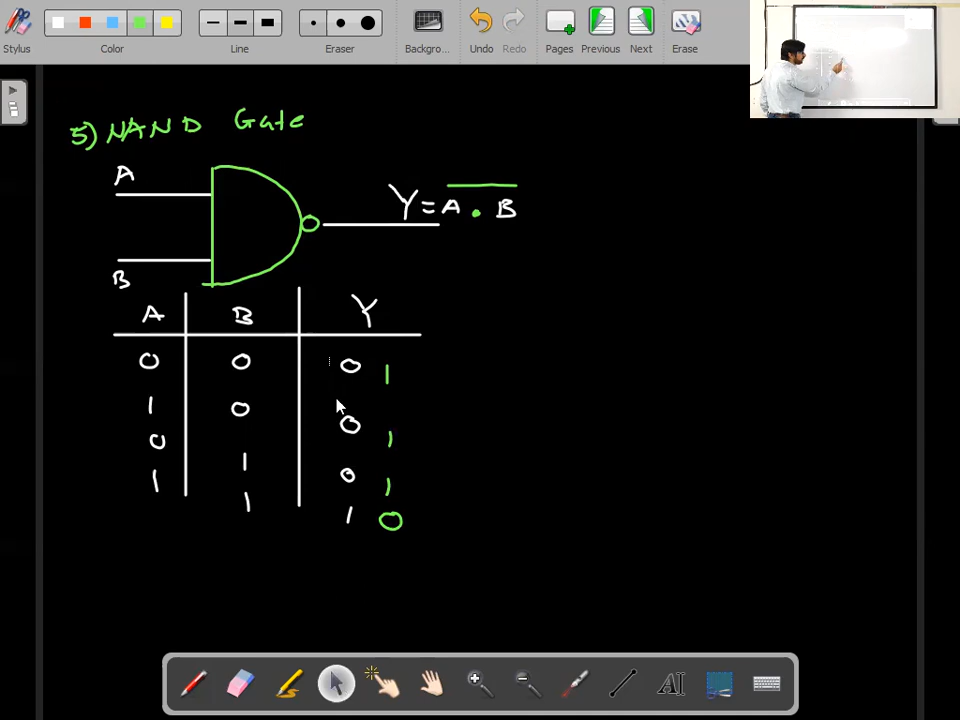 Stylus Color Line Eraser Backgro... Undo Redo Pages Previous Next Erase
5) NAND Gate
A
Y = A . B
B
A B Y
0 0 0 1
1 0 0 1
0 1 0 1
1 1 1 0
AI